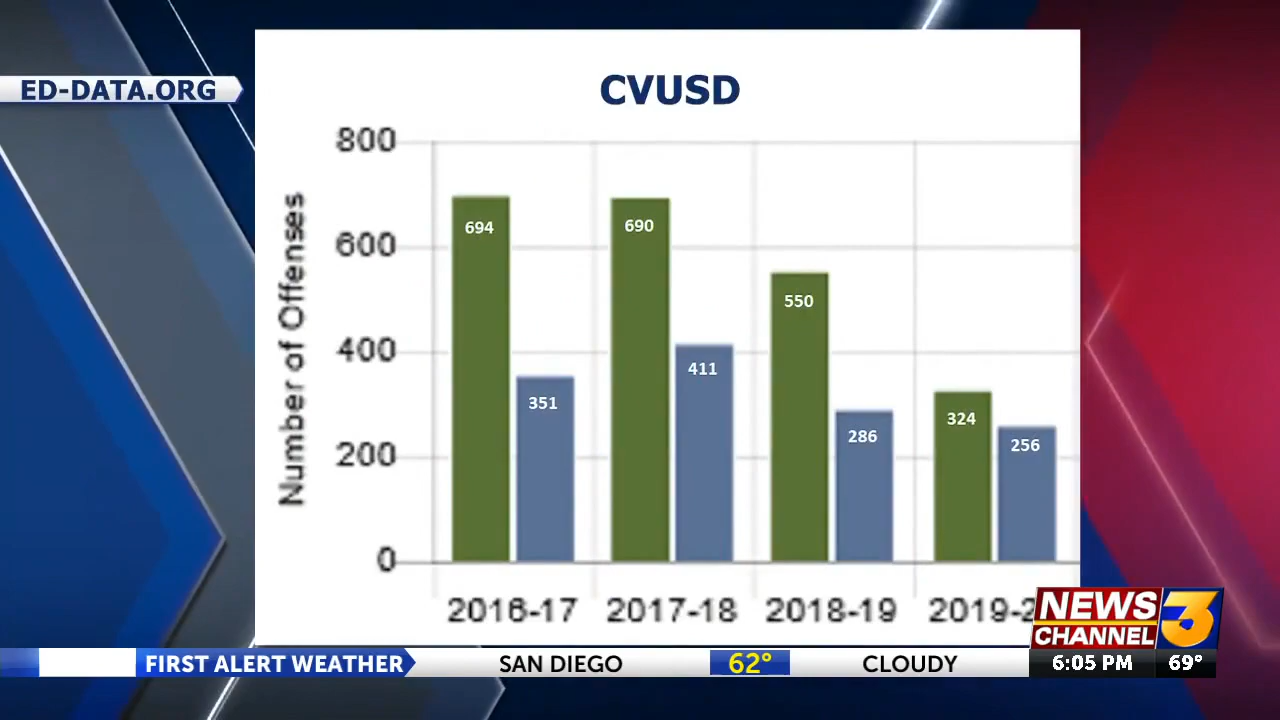 ED-DATA.ORG
CVUSD
Number of Offenses
800
600
400
200
0
694
351
690
411
550
286
324
256
2016-17
2017-18
2018-19
2019-2
NEWS
CHANNEL
3
FIRST ALERT WEATHER
SAN DIEGO
62°
CLOUDY
6:05 PM
69°